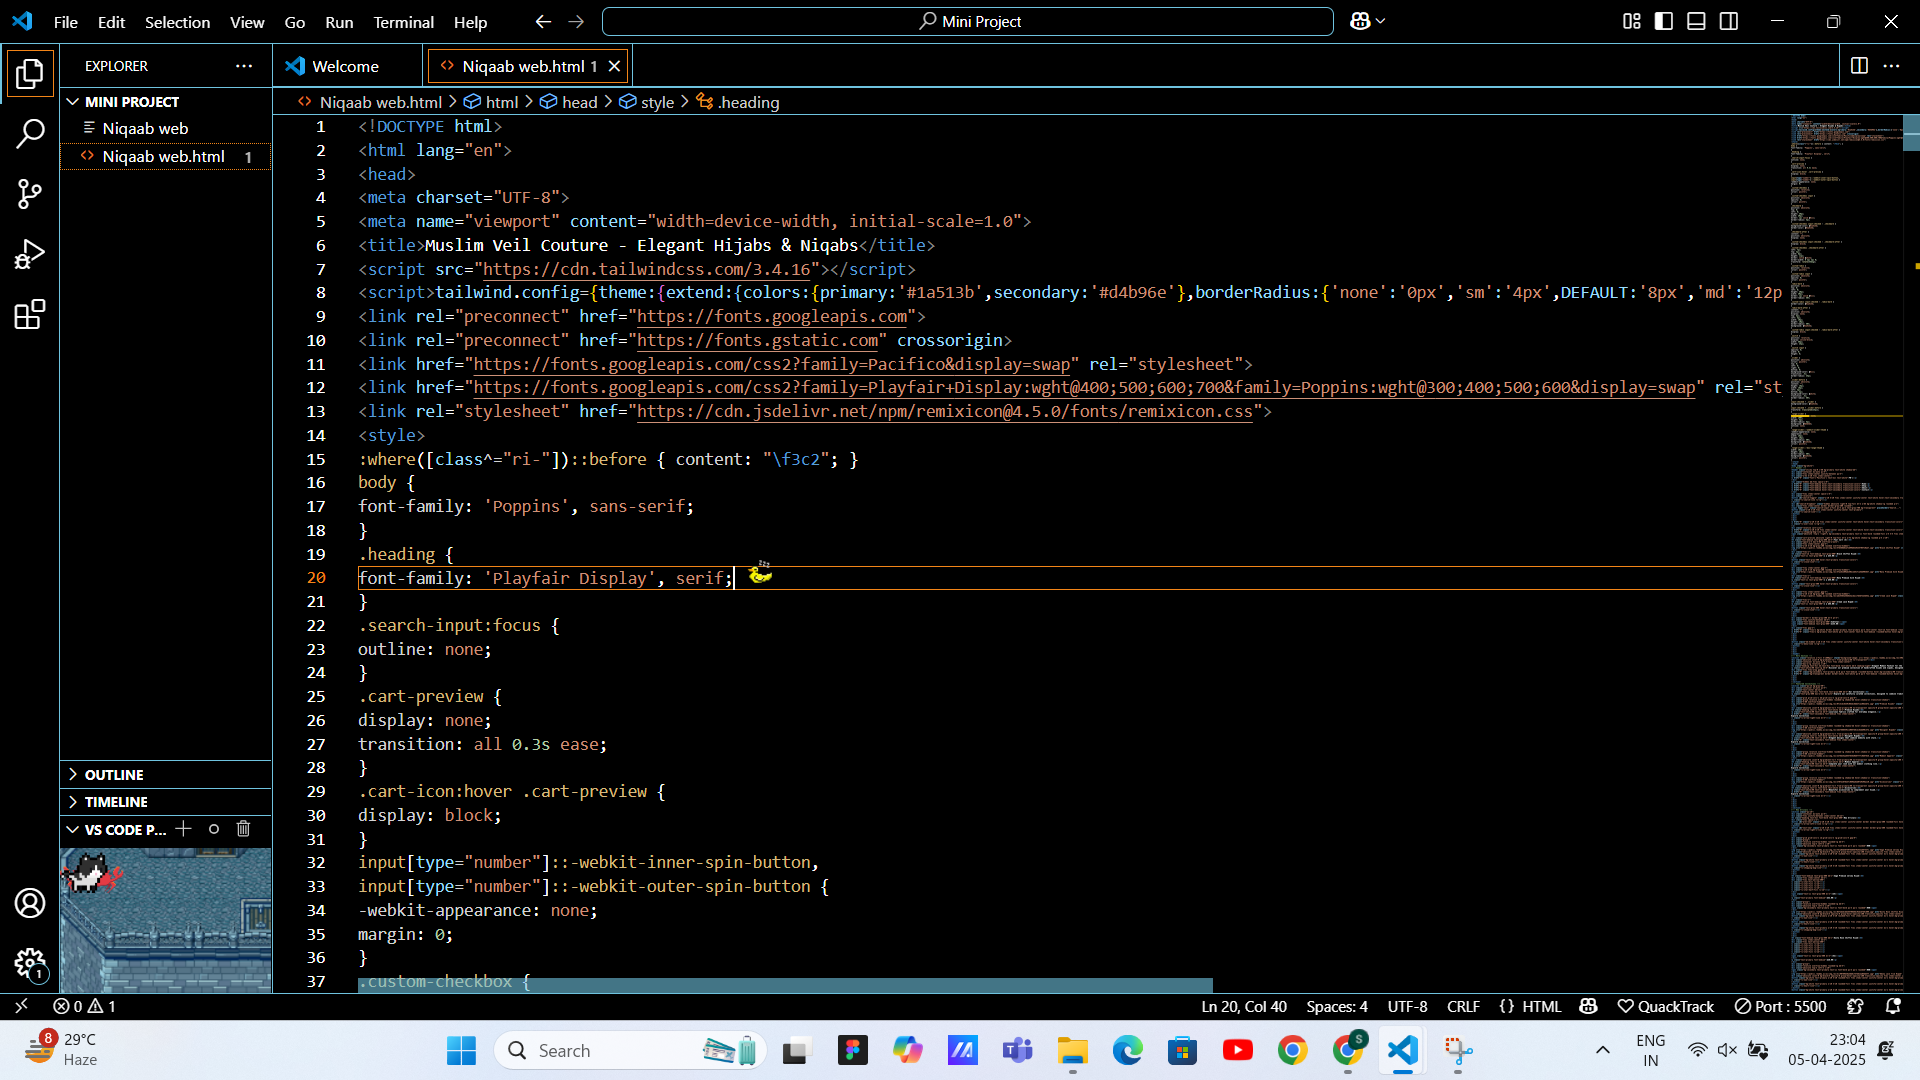 File Edit Selection View Go Run Terminal Help
Mini Project
EXPLORER
Welcome
Niqaab web.html 1
MINI PROJECT
Niqaab web
Niqaab web.html 1
Niqaab web.html > html > head > style > .heading
1 <!DOCTYPE html>
2 <html lang="en">
3 <head>
4 <meta charset="UTF-8">
5 <meta name="viewport" content="width=device-width, initial-scale=1.0">
6 <title>Muslim Veil Couture - Elegant Hijabs & Niqabs</title>
7 <script src="https://cdn.tailwindcss.com/3.4.16"></script>
8 <script>tailwind.config={theme:{extend:{colors:{primary:'#1a513b',secondary:'#d4b96e'},borderRadius:{'none':'0px','sm':'4px',DEFAULT:'8px','md':'12p
9 <link rel="preconnect" href="https://fonts.googleapis.com">
10 <link rel="preconnect" href="https://fonts.gstatic.com" crossorigin>
11 <link href="https://fonts.googleapis.com/css2?family=Pacifico&display=swap" rel="stylesheet">
12 <link href="https://fonts.googleapis.com/css2?family=Playfair+Display:wght@400;500;600;700&family=Poppins:wght@300;400;500;600&display=swap" rel="st
13 <link rel="stylesheet" href="https://cdn.jsdelivr.net/npm/remixicon@4.5.0/fonts/remixicon.css">
14 <style>
15 :where([class^="ri-"])::before { content: "\f3c2"; }
16 body {
17 font-family: 'Poppins', sans-serif;
18 }
19 .heading {
20 font-family: 'Playfair Display', serif;
21 }
22 .search-input:focus {
23 outline: none;
24 }
25 .cart-preview {
26 display: none;
27 transition: all 0.3s ease;
28 }
29 .cart-icon:hover .cart-preview {
30 display: block;
31 }
32 input[type="number"]::-webkit-inner-spin-button,
33 input[type="number"]::-webkit-outer-spin-button {
34 -webkit-appearance: none;
35 margin: 0;
36 }
37 .custom-checkbox {
OUTLINE
TIMELINE
VS CODE P...
1
0 1
Ln 20, Col 40 Spaces: 4 UTF-8 CRLF {} HTML QuackTrack Port : 5500
8
29°C
Haze
Search
S
ENG
IN
23:04
05-04-2025